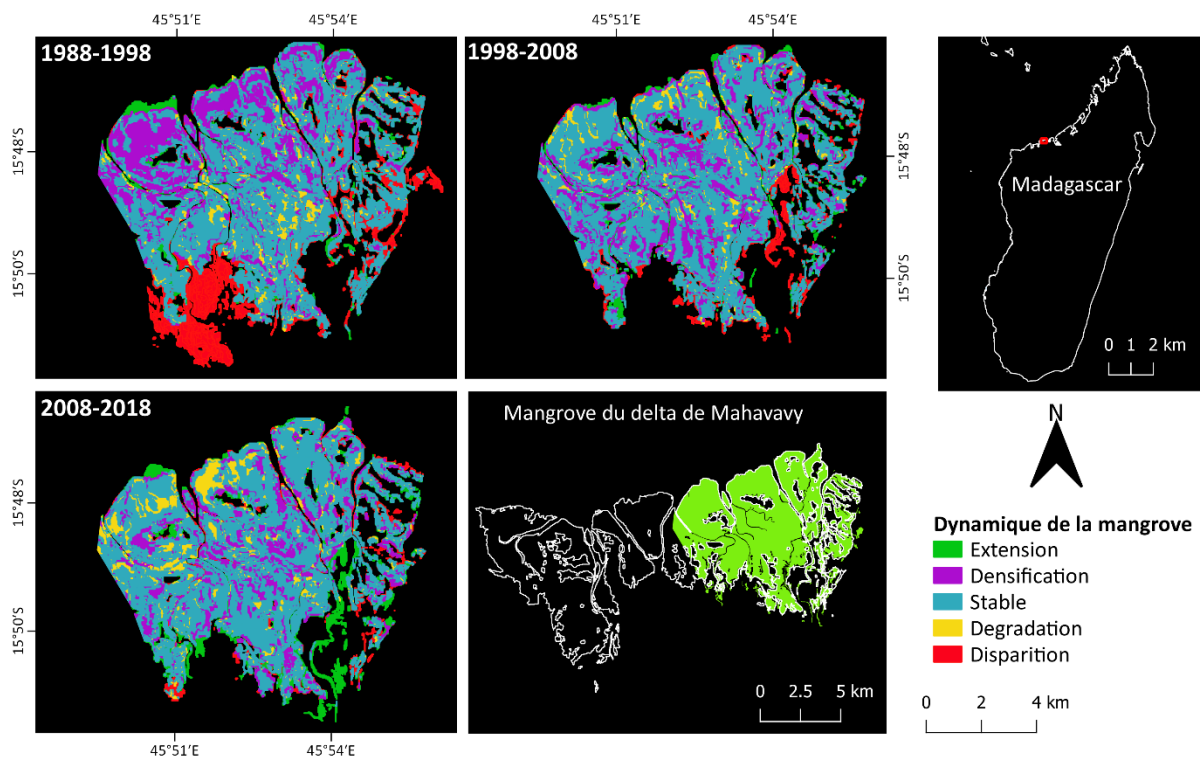 45°51'E
45°54'E
45°51'E
45°54'E
1988-1998
1998-2008
15°48'S
15°50'S
15°48'S
15°50'S
Madagascar
0 1 2 km
2008-2018
15°48'S
15°50'S
45°51'E
45°54'E
Mangrove du delta de Mahavavy
0 2.5 5 km
N
Dynamique de la mangrove
Extension
Densification
Stable
Degradation
Disparition
0 2 4 km